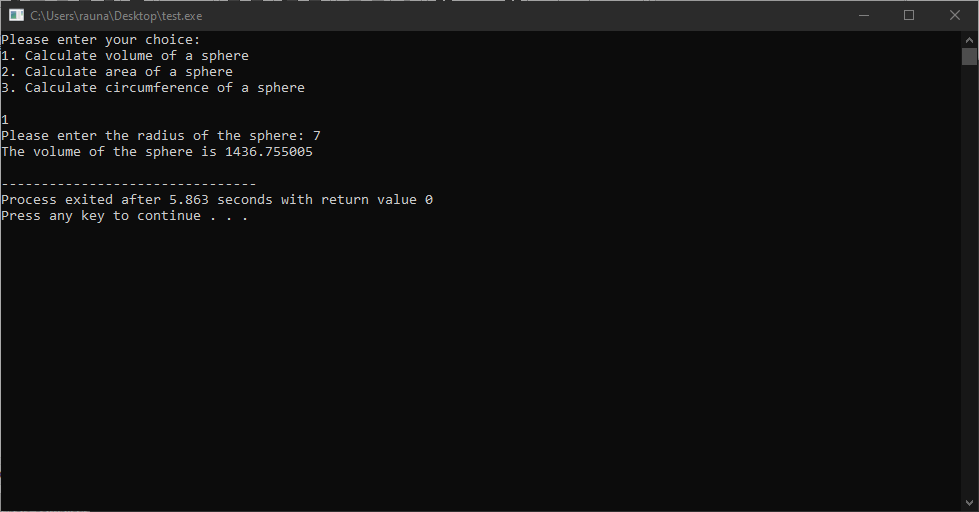 C:\Users\rauna\Desktop\test.exe
Please enter your choice:
1. Calculate volume of a sphere
2. Calculate area of a sphere
3. Calculate circumference of a sphere
1
Please enter the radius of the sphere: 7
The volume of the sphere is 1436.755005
--------------------------------
Process exited after 5.863 seconds with return value 0
Press any key to continue . . .